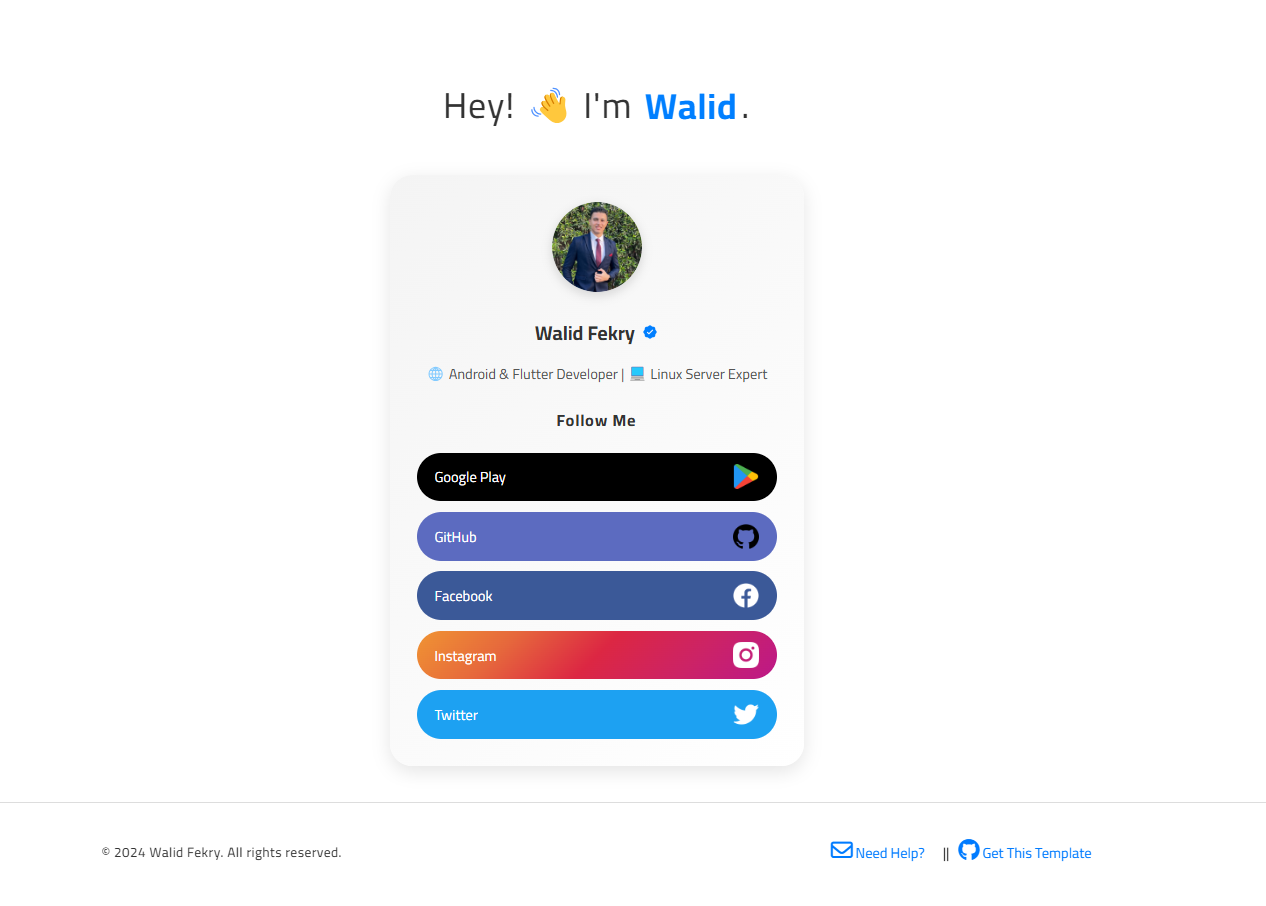 Hey! 👋 I'm Walid.
Walid Fekry
🌐 Android & Flutter Developer | 💻 Linux Server Expert
Follow Me
Google Play
GitHub
Facebook
Instagram
Twitter
© 2024 Walid Fekry. All rights reserved.
Need Help? || Get This Template